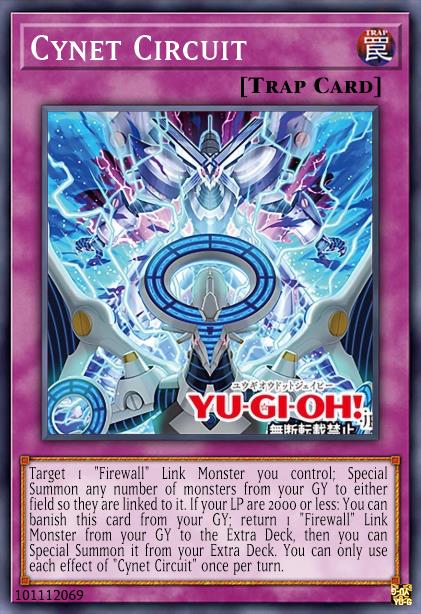 Cynet Circuit
TRAP
罠
[Trap Card]
ユウギオウドットジェイピー
YU-GI-OH!
無断転載禁止
Target 1 "Firewall" Link Monster you control; Special
Summon any number of monsters from your GY to either
field so they are linked to it. If your LP are 2000 or less: You can
banish this card from your GY; return 1 "Firewall" Link
Monster from your GY to the Extra Deck, then you can
Special Summon it from your Extra Deck. You can only use
each effect of "Cynet Circuit" once per turn.
101112069